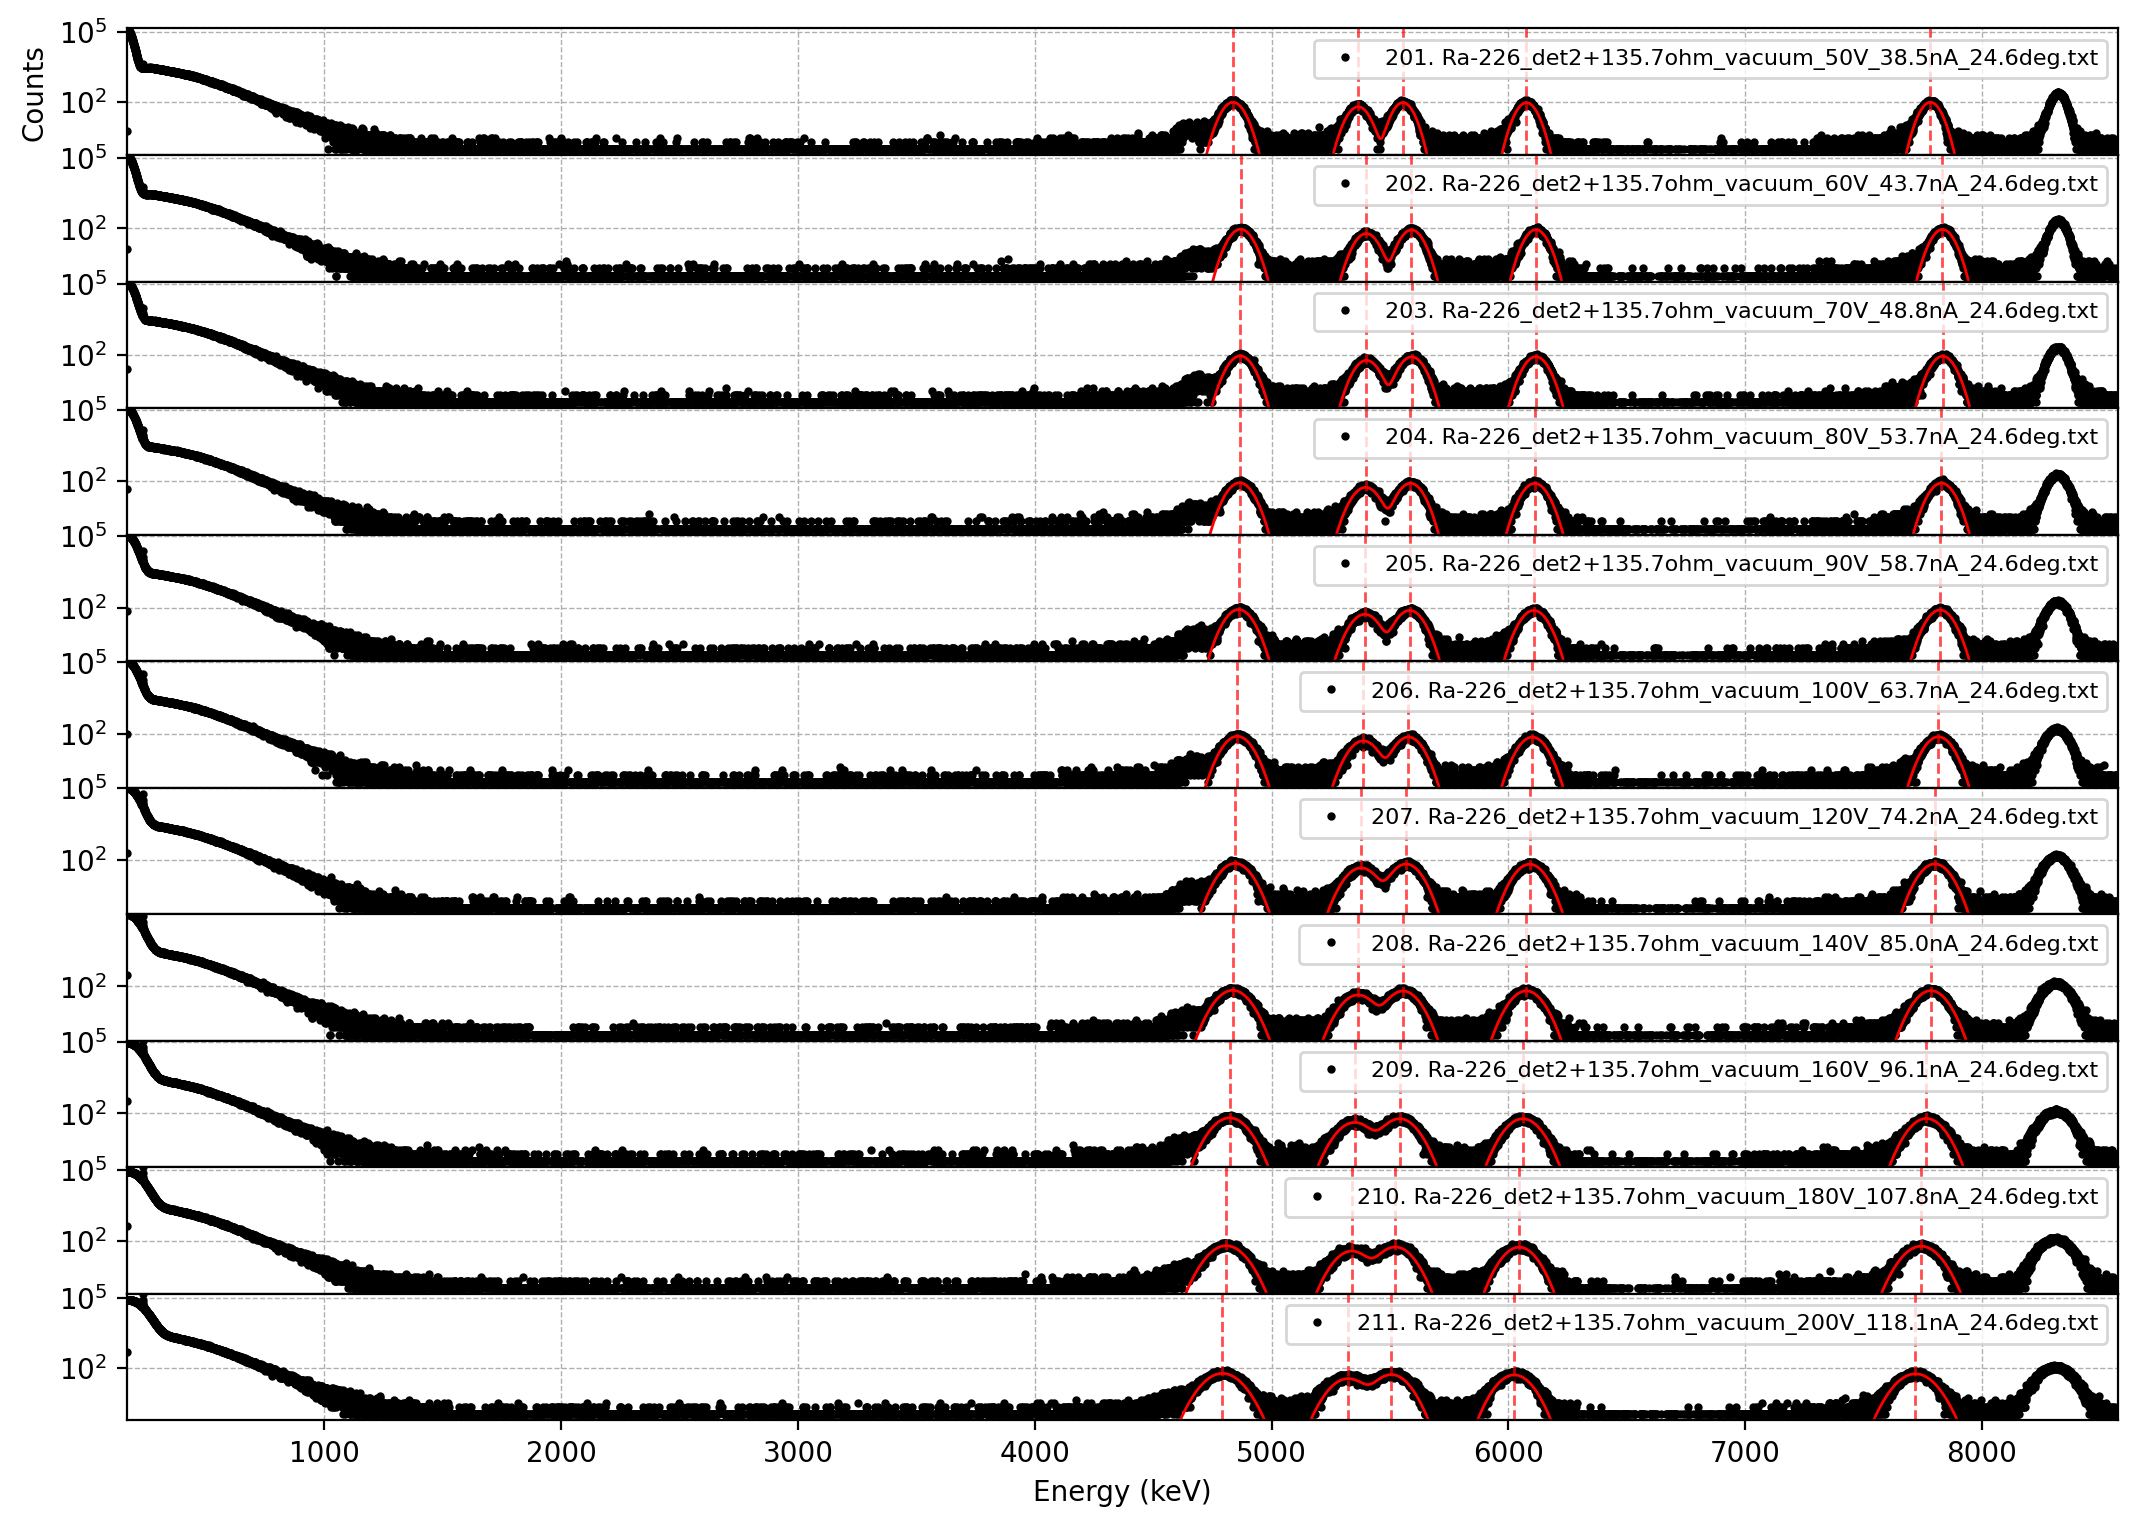 Counts
10^5
10^2
201. Ra-226_det2+135.7ohm_vacuum_50V_38.5nA_24.6deg.txt
10^5
10^2
202. Ra-226_det2+135.7ohm_vacuum_60V_43.7nA_24.6deg.txt
10^5
10^2
203. Ra-226_det2+135.7ohm_vacuum_70V_48.8nA_24.6deg.txt
10^5
10^2
204. Ra-226_det2+135.7ohm_vacuum_80V_53.7nA_24.6deg.txt
10^5
10^2
205. Ra-226_det2+135.7ohm_vacuum_90V_58.7nA_24.6deg.txt
10^5
10^2
206. Ra-226_det2+135.7ohm_vacuum_100V_63.7nA_24.6deg.txt
10^5
10^2
207. Ra-226_det2+135.7ohm_vacuum_120V_74.2nA_24.6deg.txt
10^2
208. Ra-226_det2+135.7ohm_vacuum_140V_85.0nA_24.6deg.txt
10^5
10^2
209. Ra-226_det2+135.7ohm_vacuum_160V_96.1nA_24.6deg.txt
10^5
10^2
210. Ra-226_det2+135.7ohm_vacuum_180V_107.8nA_24.6deg.txt
10^5
10^2
211. Ra-226_det2+135.7ohm_vacuum_200V_118.1nA_24.6deg.txt
1000 2000 3000 4000 5000 6000 7000 8000
Energy (keV)